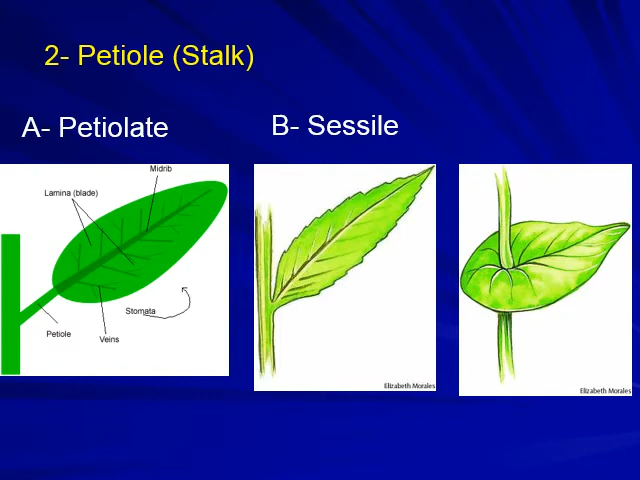 2- Petiole (Stalk)
A- Petiolate
B- Sessile
Midrib
Lamina (blade)
Stomata
Petiole
Veins
Elizabeth Morales
Elizabeth Morales